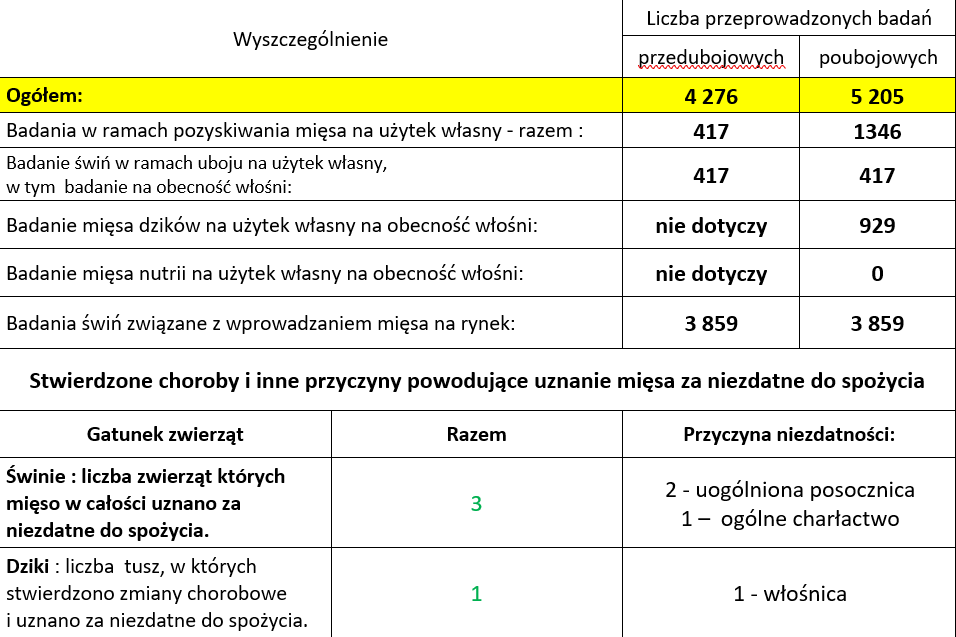 Wyszczególnienie
Liczba przeprowadzonych badań
przedubojowych
poubojowych
Ogółem:
4 276
5 205
Badania w ramach pozyskiwania mięsa na użytek własny - razem :
417
1346
Badanie świń w ramach uboju na użytek własny,
w tym badanie na obecność włośni:
417
417
Badanie mięsa dzików na użytek własny na obecność włośni:
nie dotyczy
929
Badanie mięsa nutrii na użytek własny na obecność włośni:
nie dotyczy
0
Badania świń związane z wprowadzaniem mięsa na rynek:
3 859
3 859
Stwierdzone choroby i inne przyczyny powodujące uznanie mięsa za niezdatne do spożycia
Gatunek zwierząt
Razem
Przyczyna niezdatności:
Świnie : liczba zwierząt których
mięso w całości uznano za
niezdatne do spożycia.
3
2 - uogólniona posocznica
1 – ogólne charłactwo
Dziki : liczba tusz, w których
stwierdzono zmiany chorobowe
i uznano za niezdatne do spożycia.
1
1 - włośnica